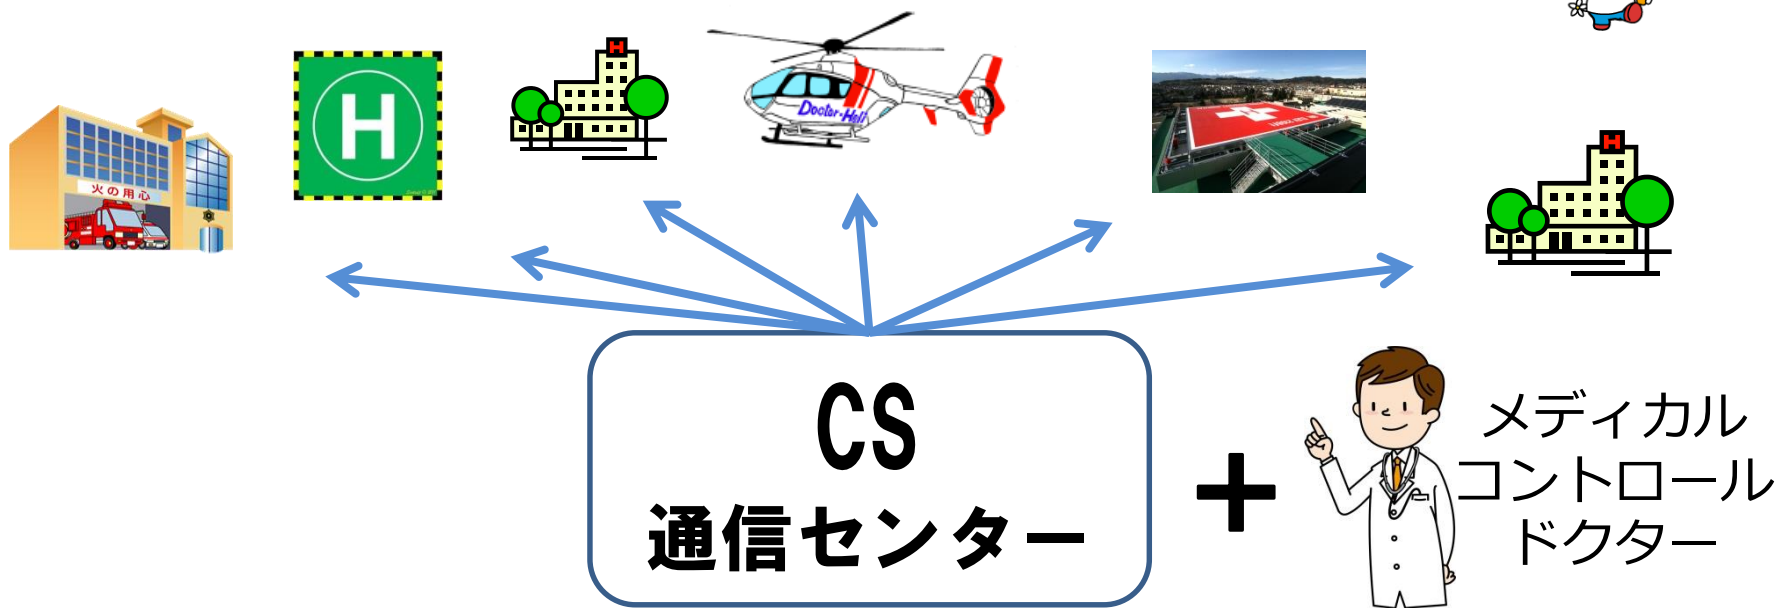 火の用心
H
H
Doctor-Heli
H
CS
通信センター
+
メディカル
コントロール
ドクター